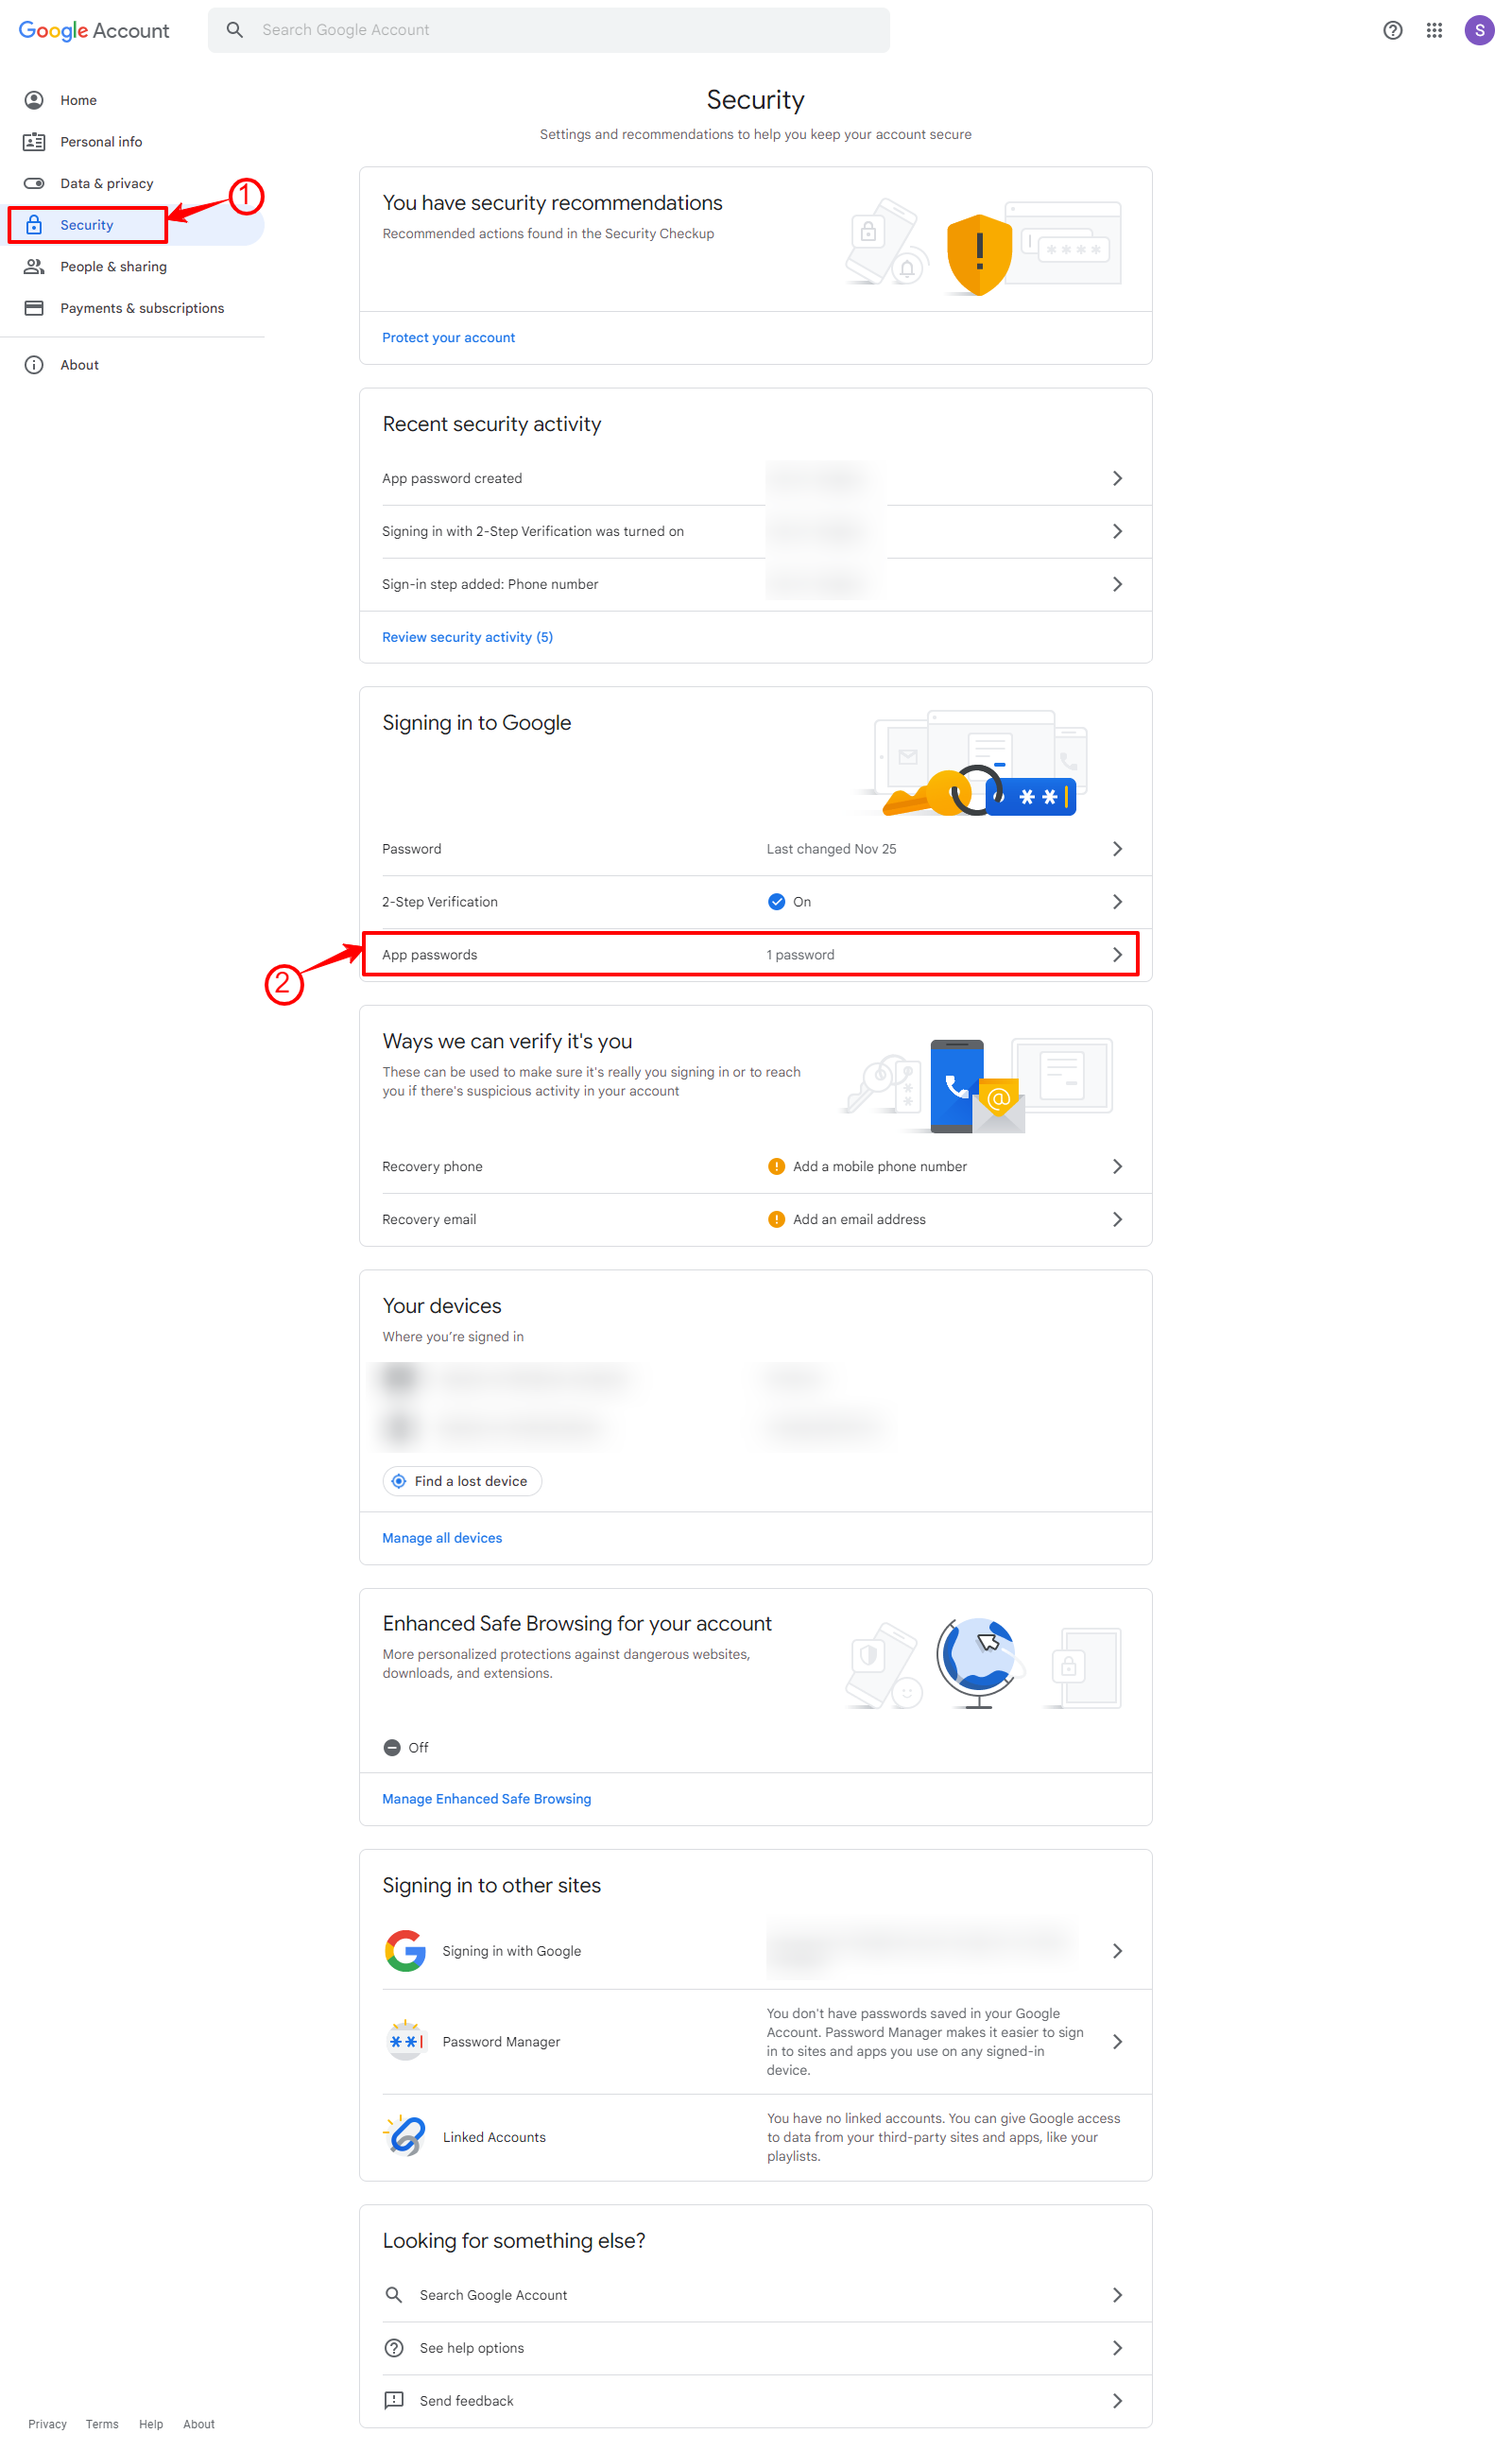 Google Account
Search Google Account
S
Home
Personal info
Data & privacy
1
Security
People & sharing
Payments & subscriptions
About
Security
Settings and recommendations to help you keep your account secure
You have security recommendations
Recommended actions found in the Security Checkup
Protect your account
Recent security activity
App password created
Signing in with 2-Step Verification was turned on
Sign-in step added: Phone number
Review security activity (5)
Signing in to Google
Password
Last changed Nov 25
2-Step Verification
On
2
App passwords
1 password
Ways we can verify it's you
These can be used to make sure it's really you signing in or to reach
you if there's suspicious activity in your account
Recovery phone
Add a mobile phone number
Recovery email
Add an email address
Your devices
Where you're signed in
Find a lost device
Manage all devices
Enhanced Safe Browsing for your account
More personalized protections against dangerous websites,
downloads, and extensions.
Off
Manage Enhanced Safe Browsing
Signing in to other sites
Signing in with Google
Password Manager
You don't have passwords saved in your Google
Account. Password Manager makes it easier to sign
in to sites and apps you use on any signed-in
device.
Linked Accounts
You have no linked accounts. You can give Google access
to data from your third-party sites and apps, like your
playlists.
Looking for something else?
Search Google Account
See help options
Send feedback
Privacy Terms Help About